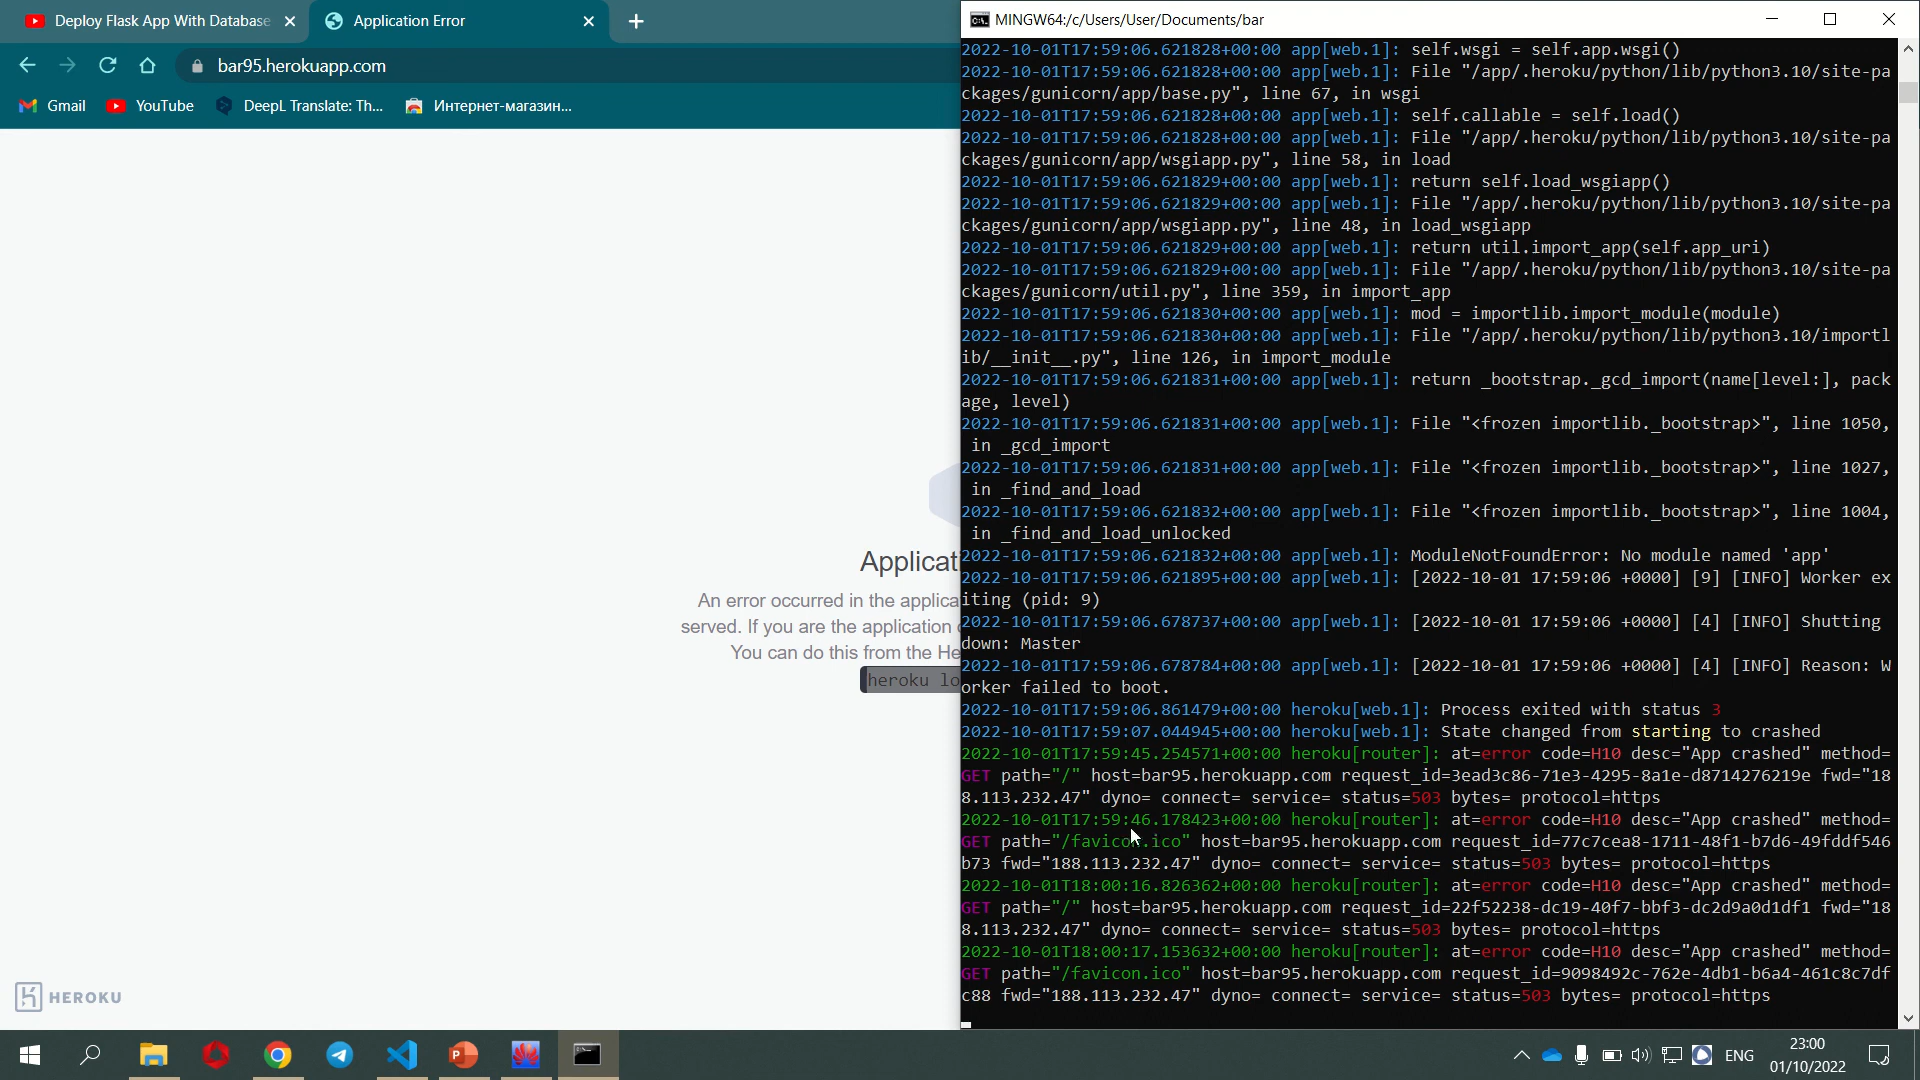 Deploy Flask App With Database
Application Error
bar95.herokuapp.com
Gmail
YouTube
DeepL Translate: Th...
Интернет-магазин...
Applicati
An error occurred in the applica
served. If you are the application
You can do this from the He
heroku lo
HEROKU
MINGW64:/c/Users/User/Documents/bar
2022-10-01T17:59:06.621828+00:00 app[web.1]: self.wsgi = self.app.wsgi()
2022-10-01T17:59:06.621828+00:00 app[web.1]: File "/app/.heroku/python/lib/python3.10/site-pa
ckages/gunicorn/app/base.py", line 67, in wsgi
2022-10-01T17:59:06.621828+00:00 app[web.1]: self.callable = self.load()
2022-10-01T17:59:06.621828+00:00 app[web.1]: File "/app/.heroku/python/lib/python3.10/site-pa
ckages/gunicorn/app/wsgiapp.py", line 58, in load
2022-10-01T17:59:06.621829+00:00 app[web.1]: return self.load_wsgiapp()
2022-10-01T17:59:06.621829+00:00 app[web.1]: File "/app/.heroku/python/lib/python3.10/site-pa
ckages/gunicorn/app/wsgiapp.py", line 48, in load_wsgiapp
2022-10-01T17:59:06.621829+00:00 app[web.1]: return util.import_app(self.app_uri)
2022-10-01T17:59:06.621829+00:00 app[web.1]: File "/app/.heroku/python/lib/python3.10/site-pa
ckages/gunicorn/util.py", line 359, in import_app
2022-10-01T17:59:06.621830+00:00 app[web.1]: mod = importlib.import_module(module)
2022-10-01T17:59:06.621830+00:00 app[web.1]: File "/app/.heroku/python/lib/python3.10/importl
ib/__init__.py", line 126, in import_module
2022-10-01T17:59:06.621831+00:00 app[web.1]: return _bootstrap._gcd_import(name[level:], pack
age, level)
2022-10-01T17:59:06.621831+00:00 app[web.1]: File "<frozen importlib._bootstrap>", line 1050,
in _gcd_import
2022-10-01T17:59:06.621831+00:00 app[web.1]: File "<frozen importlib._bootstrap>", line 1027,
in _find_and_load
2022-10-01T17:59:06.621832+00:00 app[web.1]: File "<frozen importlib._bootstrap>", line 1004,
in _find_and_load_unlocked
2022-10-01T17:59:06.621832+00:00 app[web.1]: ModuleNotFoundError: No module named 'app'
2022-10-01T17:59:06.621895+00:00 app[web.1]: [2022-10-01 17:59:06 +0000] [9] [INFO] Worker ex
iting (pid: 9)
2022-10-01T17:59:06.678737+00:00 app[web.1]: [2022-10-01 17:59:06 +0000] [4] [INFO] Shutting
down: Master
2022-10-01T17:59:06.678784+00:00 app[web.1]: [2022-10-01 17:59:06 +0000] [4] [INFO] Reason: W
orker failed to boot.
2022-10-01T17:59:06.861479+00:00 heroku[web.1]: Process exited with status 3
2022-10-01T17:59:07.044945+00:00 heroku[web.1]: State changed from starting to crashed
2022-10-01T17:59:45.254571+00:00 heroku[router]: at=error code=H10 desc="App crashed" method=
GET path="/" host=bar95.herokuapp.com request_id=3ead3c86-71e3-4295-8a1e-d8714276219e fwd="18
8.113.232.47" dyno= connect= service= status=503 bytes= protocol=https
2022-10-01T17:59:46.178423+00:00 heroku[router]: at=error code=H10 desc="App crashed" method=
GET path="/favicon.ico" host=bar95.herokuapp.com request_id=77c7cea8-1711-48f1-b7d6-49fddf546
b73 fwd="188.113.232.47" dyno= connect= service= status=503 bytes= protocol=https
2022-10-01T18:00:16.826362+00:00 heroku[router]: at=error code=H10 desc="App crashed" method=
GET path="/" host=bar95.herokuapp.com request_id=22f52238-dc19-40f7-bbf3-dc2d9a0d1df1 fwd="18
8.113.232.47" dyno= connect= service= status=503 bytes= protocol=https
2022-10-01T18:00:17.153632+00:00 heroku[router]: at=error code=H10 desc="App crashed" method=
GET path="/favicon.ico" host=bar95.herokuapp.com request_id=9098492c-762e-4db1-b6a4-461c8c7df
c88 fwd="188.113.232.47" dyno= connect= service= status=503 bytes= protocol=https
ENG
23:00
01/10/2022